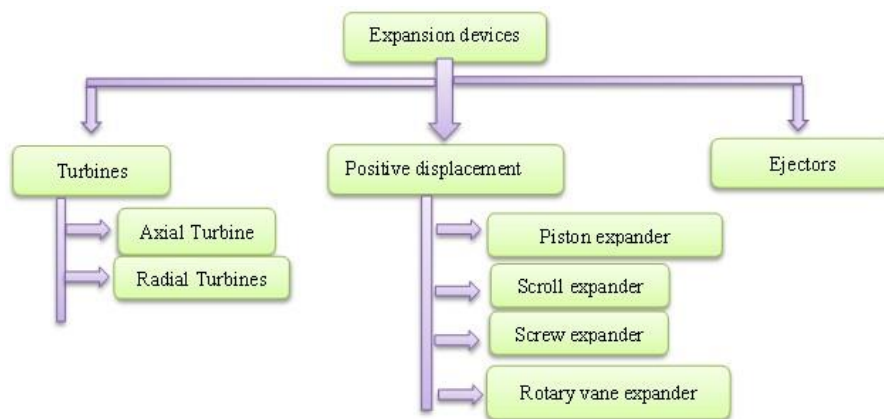 Expansion devices
Turbines
Axial Turbine
Radial Turbines
Positive displacement
Piston expander
Scroll expander
Screw expander
Rotary vane expander
Ejectors